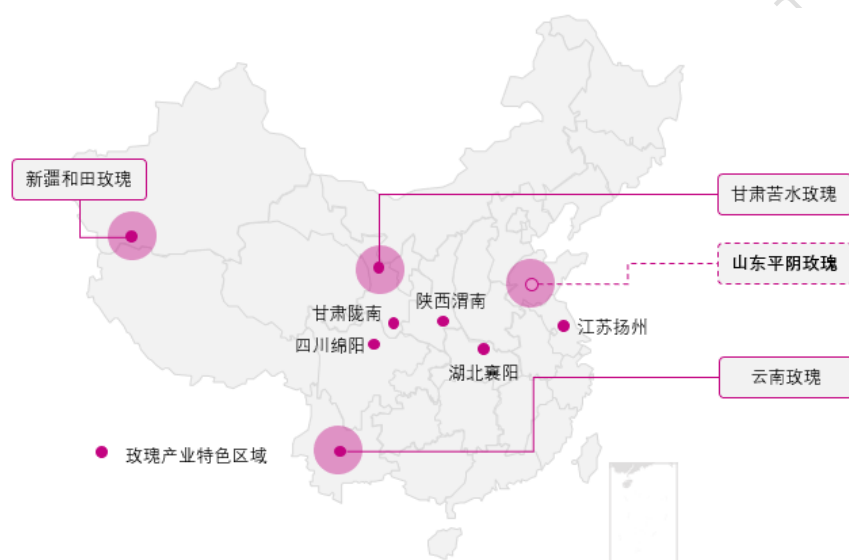 新疆和田玫瑰
甘肃苦水玫瑰
山东平阴玫瑰
甘肃陇南
陕西渭南
江苏扬州
四川绵阳
湖北襄阳
云南玫瑰
玫瑰产业特色区域